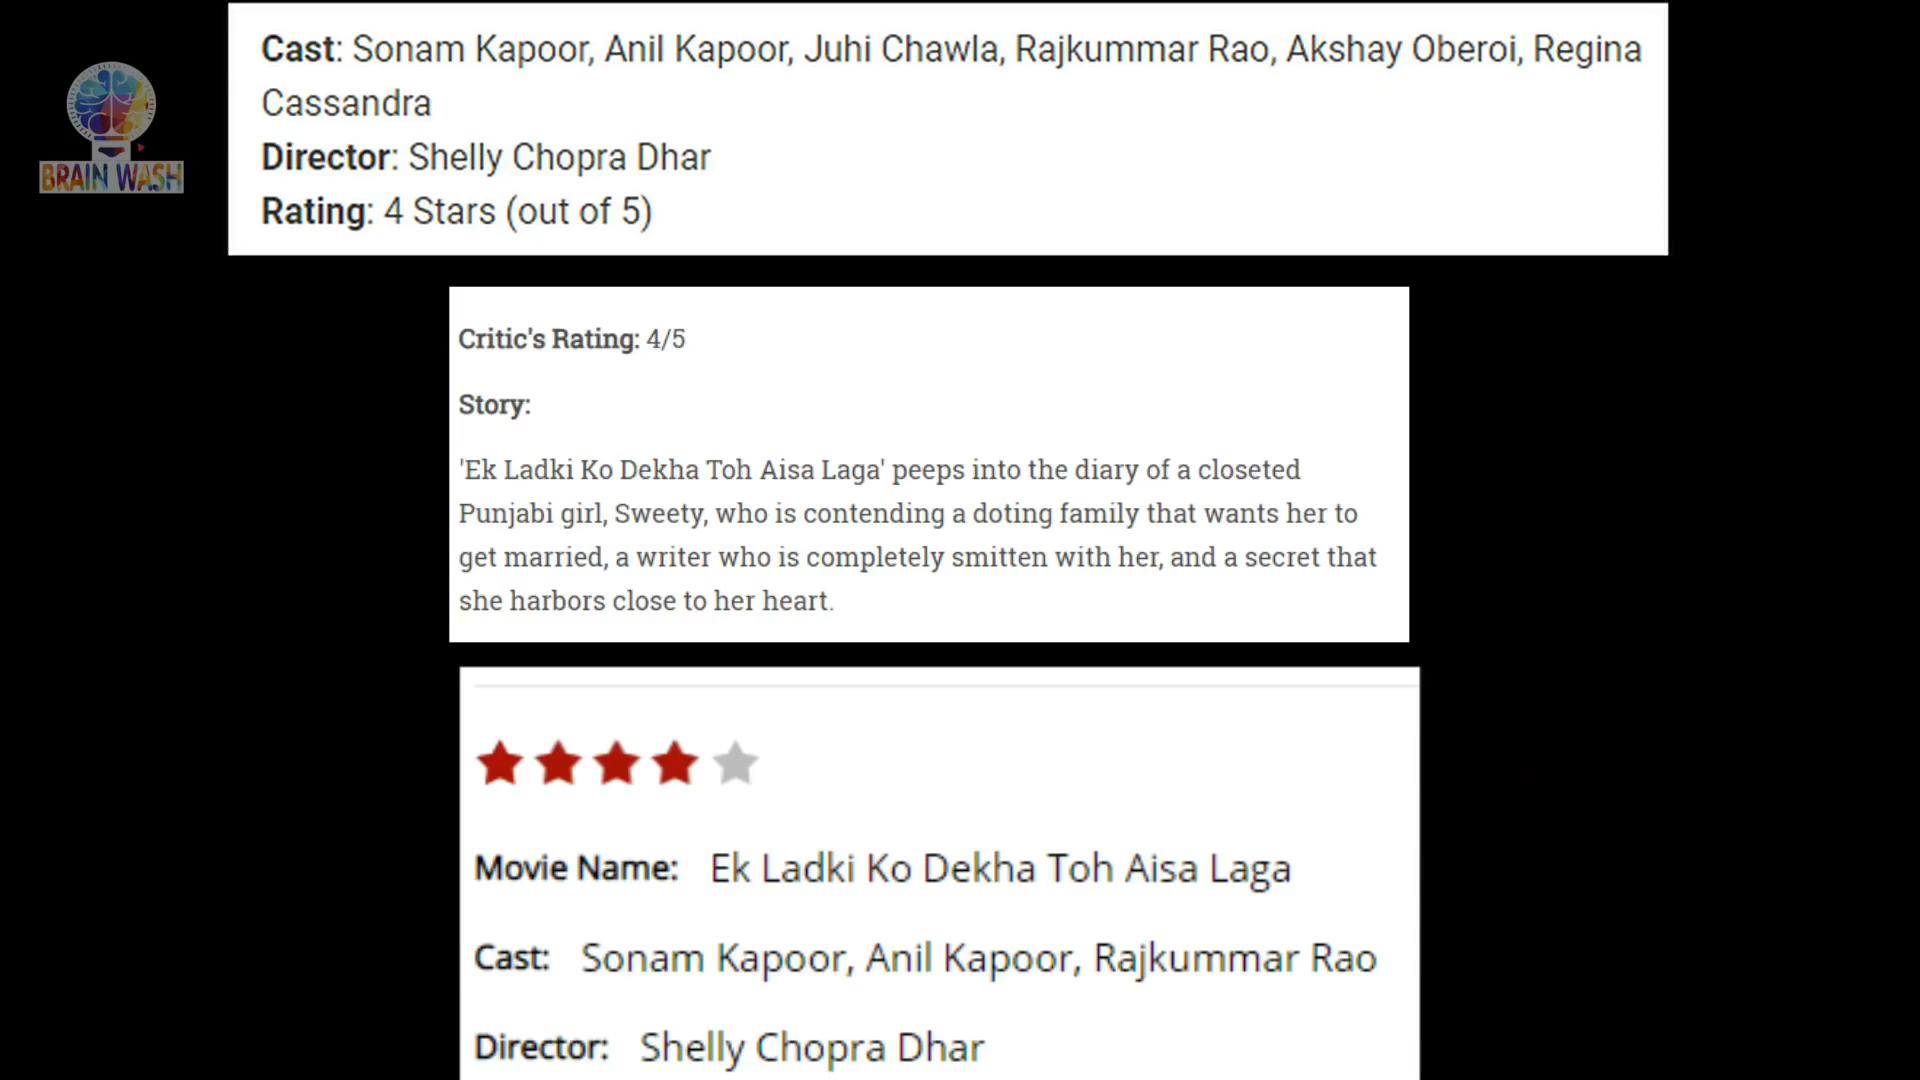 BRAIN WASH
Cast: Sonam Kapoor, Anil Kapoor, Juhi Chawla, Rajkummar Rao, Akshay Oberoi, Regina
Cassandra
Director: Shelly Chopra Dhar
Rating: 4 Stars (out of 5)
Critic's Rating: 4/5
Story:
'Ek Ladki Ko Dekha Toh Aisa Laga' peeps into the diary of a closeted
Punjabi girl, Sweety, who is contending a doting family that wants her to
get married, a writer who is completely smitten with her, and a secret that
she harbors close to her heart.
Movie Name: Ek Ladki Ko Dekha Toh Aisa Laga
Cast: Sonam Kapoor, Anil Kapoor, Rajkummar Rao
Director: Shelly Chopra Dhar